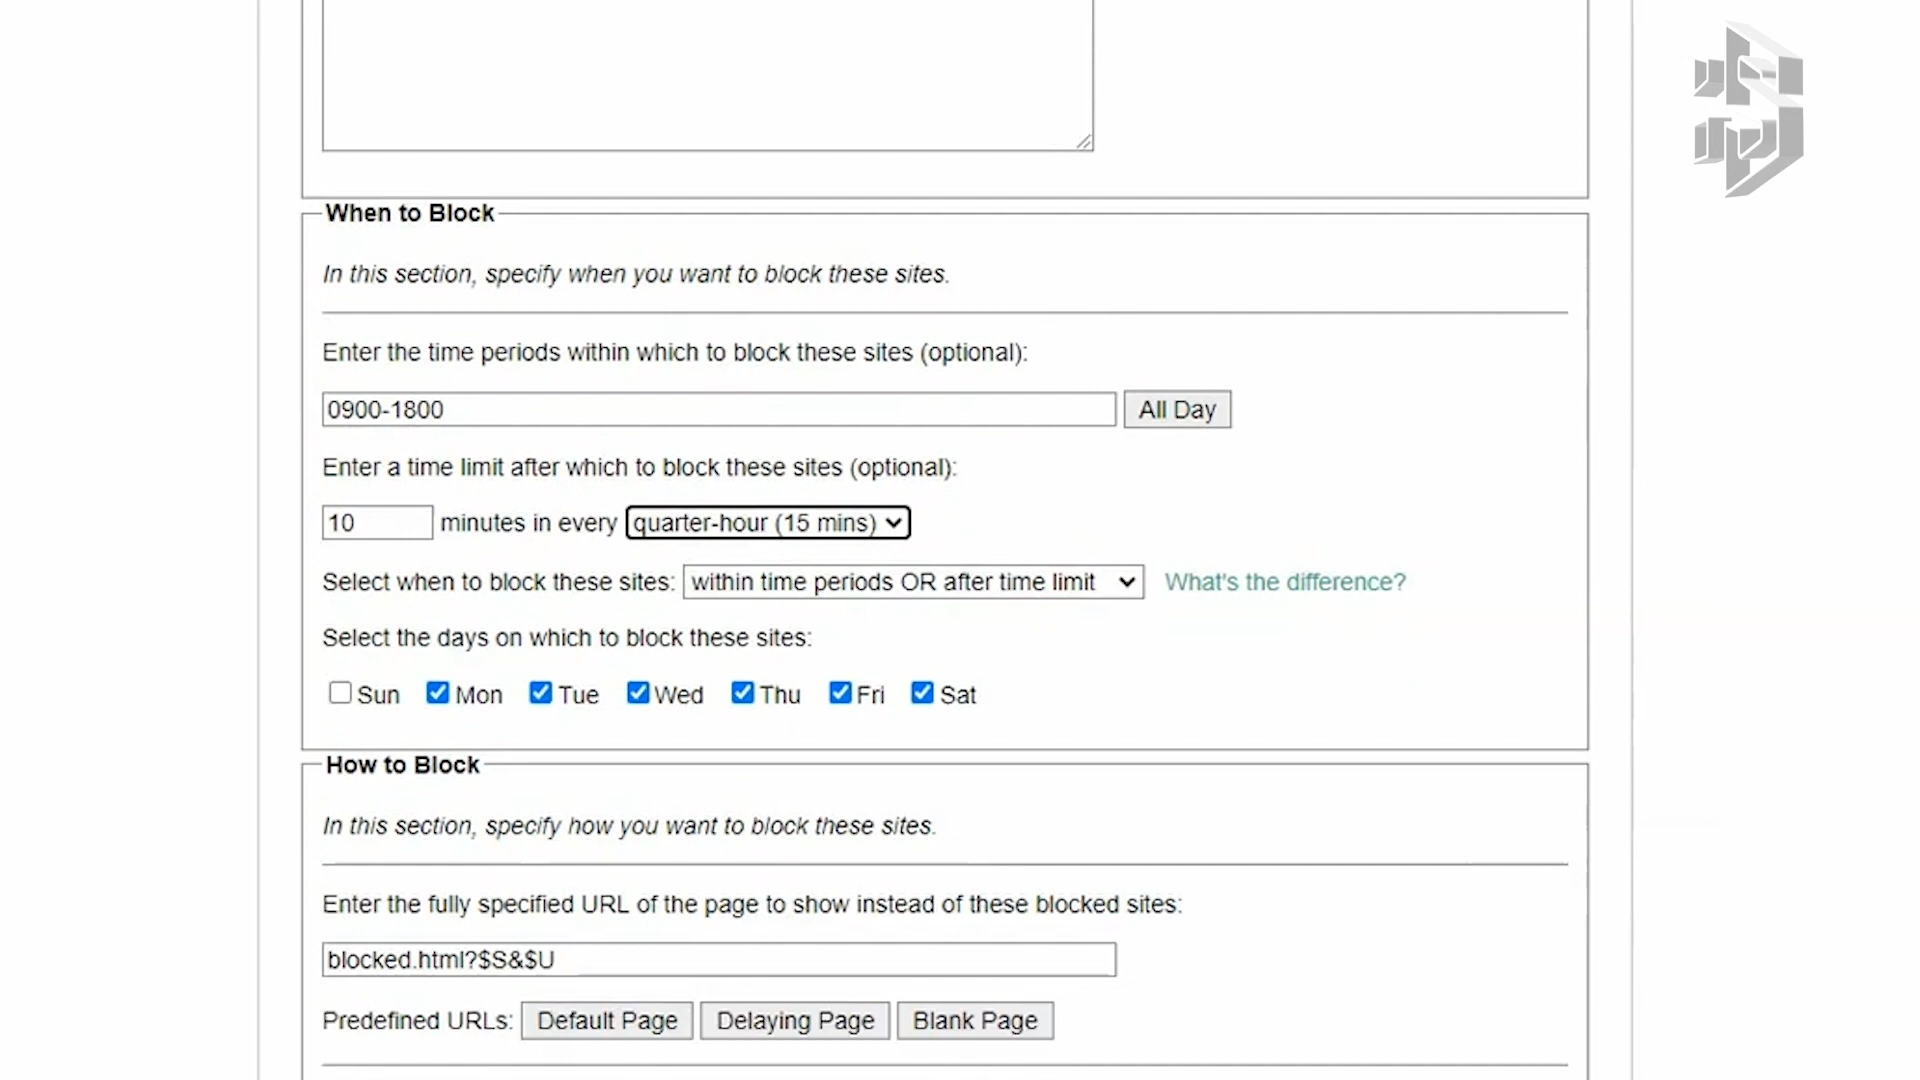 When to Block
In this section, specify when you want to block these sites.
Enter the time periods within which to block these sites (optional):
0900-1800 All Day
Enter a time limit after which to block these sites (optional):
10 minutes in every quarter-hour (15 mins)
Select when to block these sites: within time periods OR after time limit What's the difference?
Select the days on which to block these sites:
Sun Mon Tue Wed Thu Fri Sat
How to Block
In this section, specify how you want to block these sites.
Enter the fully specified URL of the page to show instead of these blocked sites:
blocked.html?$S&$U
Predefined URLs: Default Page Delaying Page Blank Page